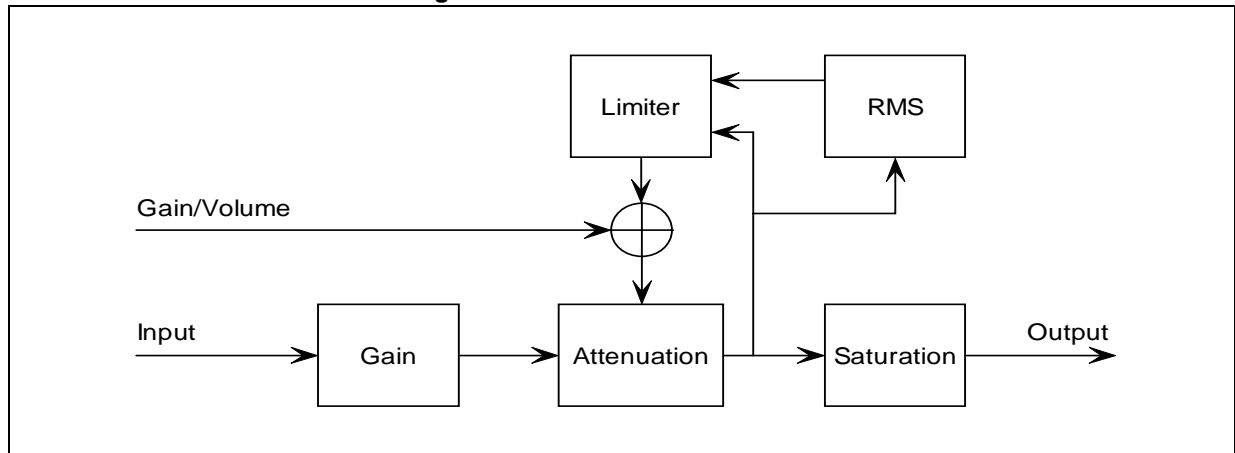 Limiter
RMS
Gain/Volume
Input
Gain
Attenuation
Saturation
Output